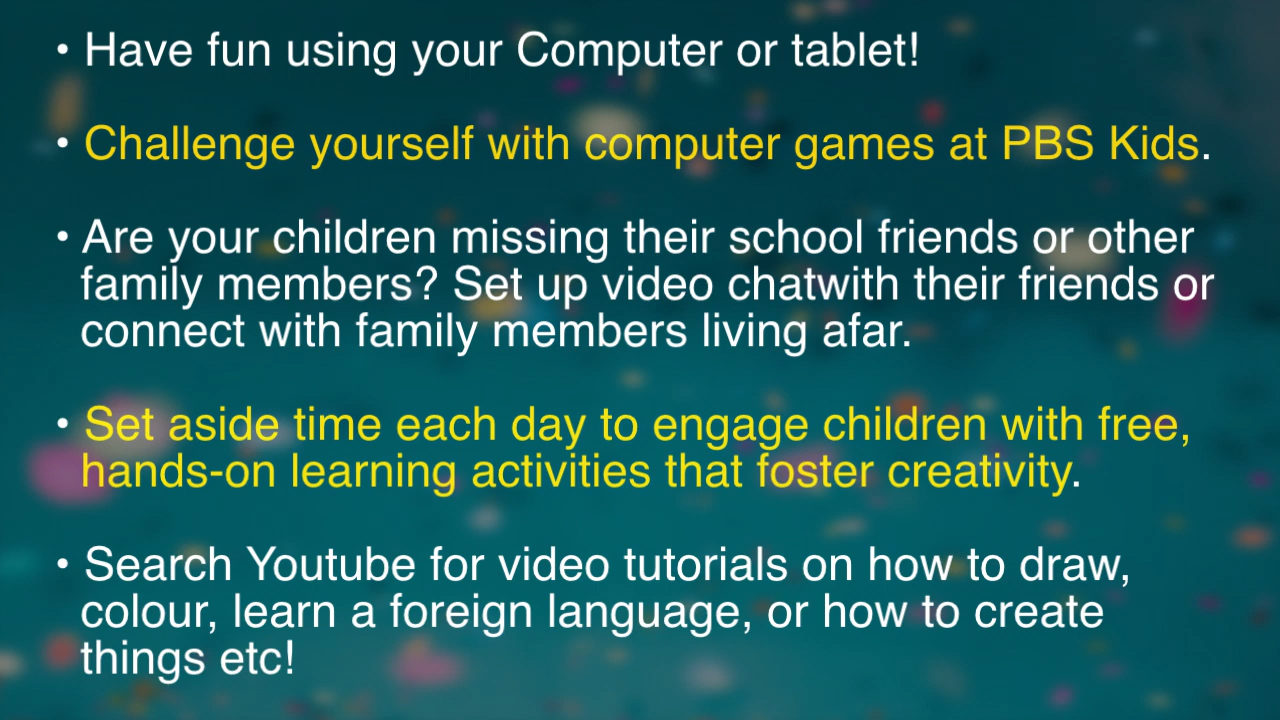 • Have fun using your Computer or tablet!
• Challenge yourself with computer games at PBS Kids.
• Are your children missing their school friends or other
family members? Set up video chatwith their friends or
connect with family members living afar.
• Set aside time each day to engage children with free,
hands-on learning activities that foster creativity.
• Search Youtube for video tutorials on how to draw,
colour, learn a foreign language, or how to create
things etc!